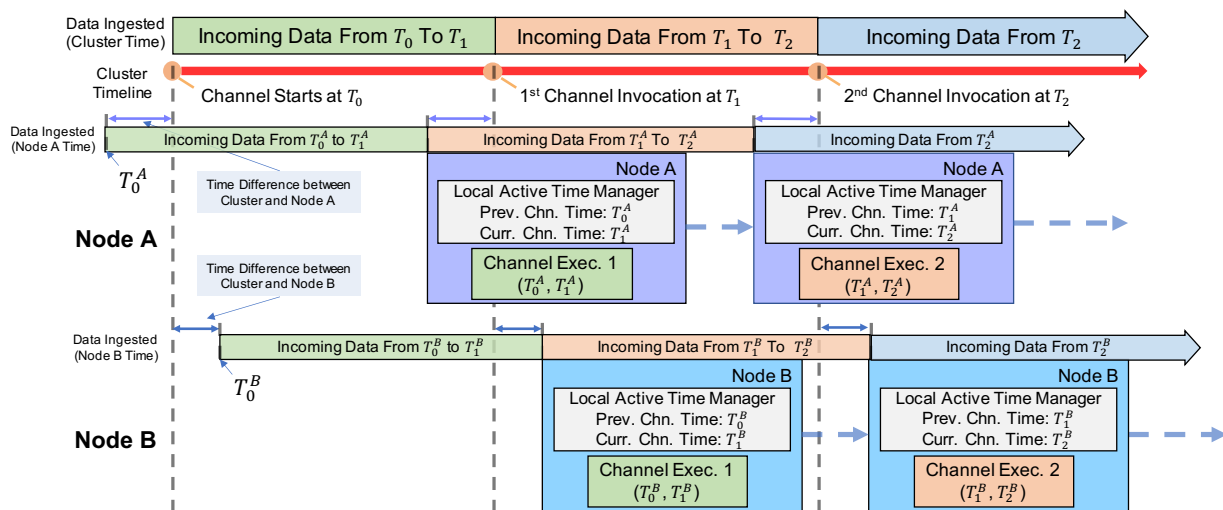 Data Ingested
(Cluster Time)
Incoming Data From T₀ To T₁
Incoming Data From T₁ To T₂
Incoming Data From T₂
Cluster
Timeline
Channel Starts at T₀
1st Channel Invocation at T₁
2nd Channel Invocation at T₂
Data Ingested
(Node A Time)
Incoming Data From T₀ᴬ to T₁ᴬ
Incoming Data From T₁ᴬ To T₂ᴬ
Incoming Data From T₂ᴬ
T₀ᴬ
Time Difference between
Cluster and Node A
Node A
Node A
Local Active Time Manager
Prev. Chn. Time: T₀ᴬ
Curr. Chn. Time: T₁ᴬ
Channel Exec. 1
(T₀ᴬ, T₁ᴬ)
Node A
Local Active Time Manager
Prev. Chn. Time: T₁ᴬ
Curr. Chn. Time: T₂ᴬ
Channel Exec. 2
(T₁ᴬ, T₂ᴬ)
Time Difference between
Cluster and Node B
Data Ingested
(Node B Time)
Incoming Data From T₀ᴮ to T₁ᴮ
Incoming Data From T₁ᴮ To T₂ᴮ
Incoming Data From T₂ᴮ
T₀ᴮ
Node B
Node B
Local Active Time Manager
Prev. Chn. Time: T₀ᴮ
Curr. Chn. Time: T₁ᴮ
Channel Exec. 1
(T₀ᴮ, T₁ᴮ)
Node B
Local Active Time Manager
Prev. Chn. Time: T₁ᴮ
Curr. Chn. Time: T₂ᴮ
Channel Exec. 2
(T₁ᴮ, T₂ᴮ)